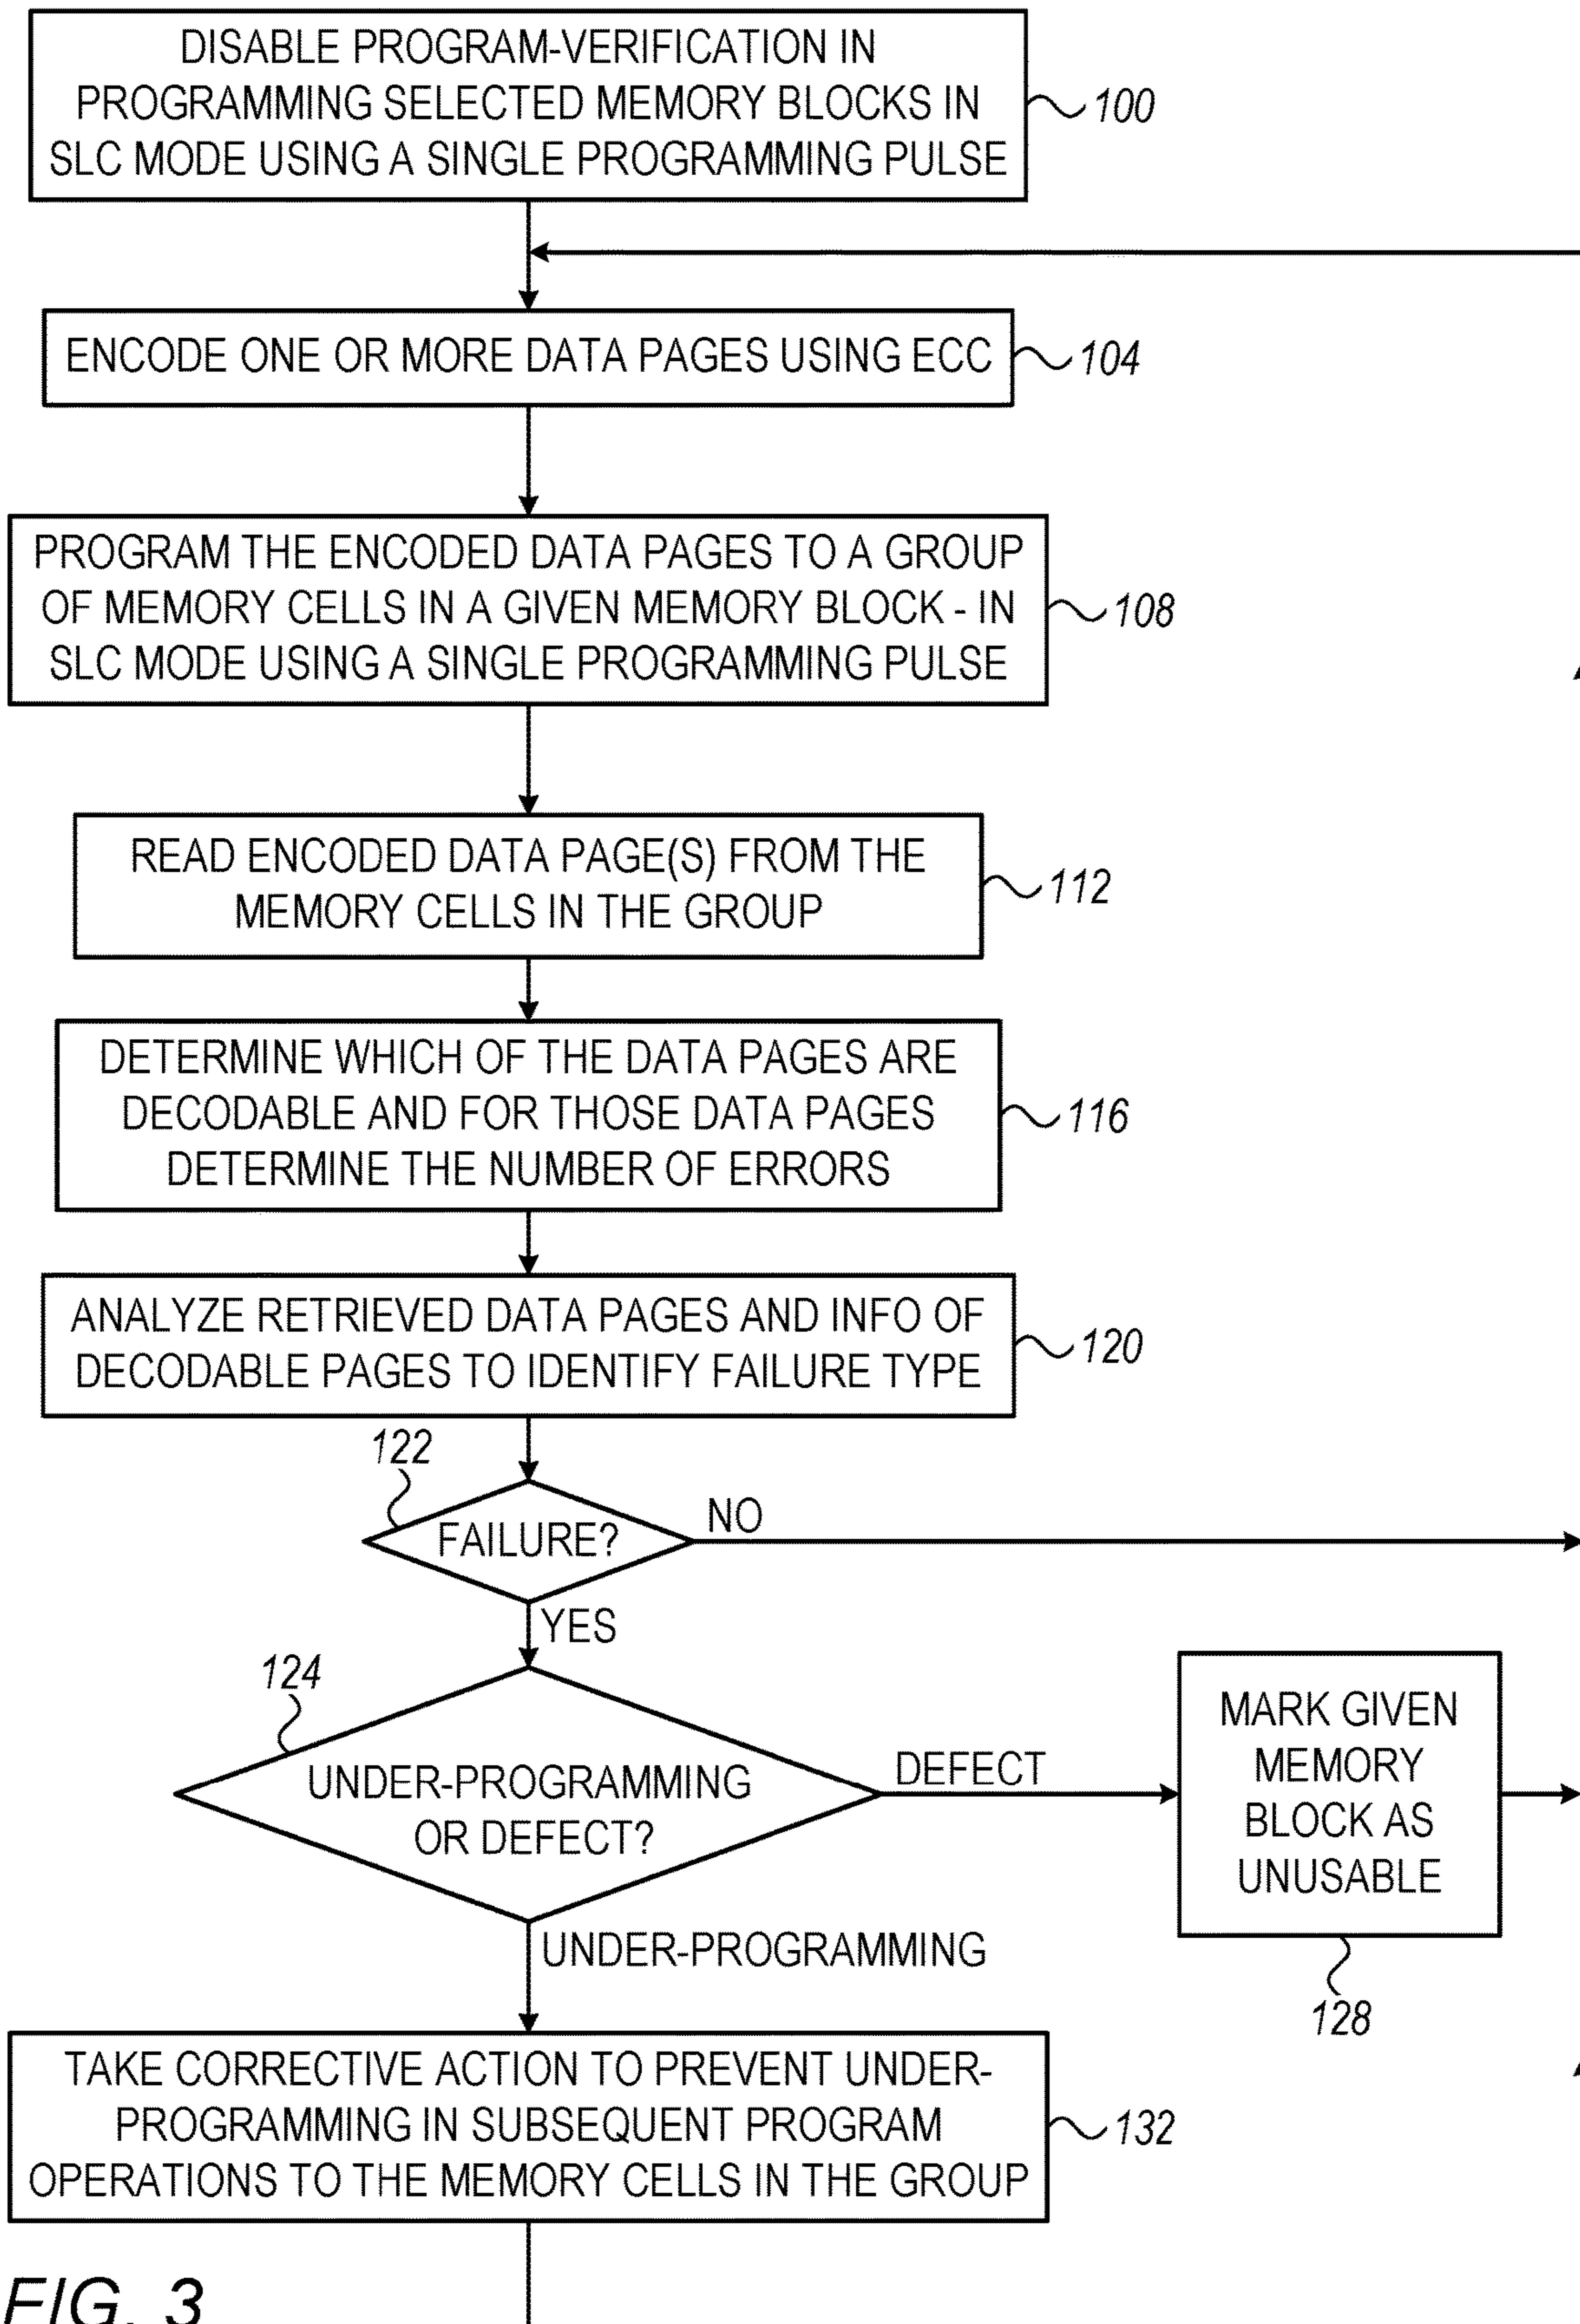 DISABLE PROGRAM-VERIFICATION IN
PROGRAMMING SELECTED MEMORY BLOCKS IN
SLC MODE USING A SINGLE PROGRAMMING PULSE
100
ENCODE ONE OR MORE DATA PAGES USING ECC
104
PROGRAM THE ENCODED DATA PAGES TO A GROUP
OF MEMORY CELLS IN A GIVEN MEMORY BLOCK - IN
SLC MODE USING A SINGLE PROGRAMMING PULSE
108
READ ENCODED DATA PAGE(S) FROM THE
MEMORY CELLS IN THE GROUP
112
DETERMINE WHICH OF THE DATA PAGES ARE
DECODABLE AND FOR THOSE DATA PAGES
DETERMINE THE NUMBER OF ERRORS
116
ANALYZE RETRIEVED DATA PAGES AND INFO OF
DECODABLE PAGES TO IDENTIFY FAILURE TYPE
120
122
FAILURE?
NO
YES
124
UNDER-PROGRAMMING
OR DEFECT?
DEFECT
MARK GIVEN
MEMORY
BLOCK AS
UNUSABLE
128
UNDER-PROGRAMMING
TAKE CORRECTIVE ACTION TO PREVENT UNDER-
PROGRAMMING IN SUBSEQUENT PROGRAM
OPERATIONS TO THE MEMORY CELLS IN THE GROUP
132
FIG. 3